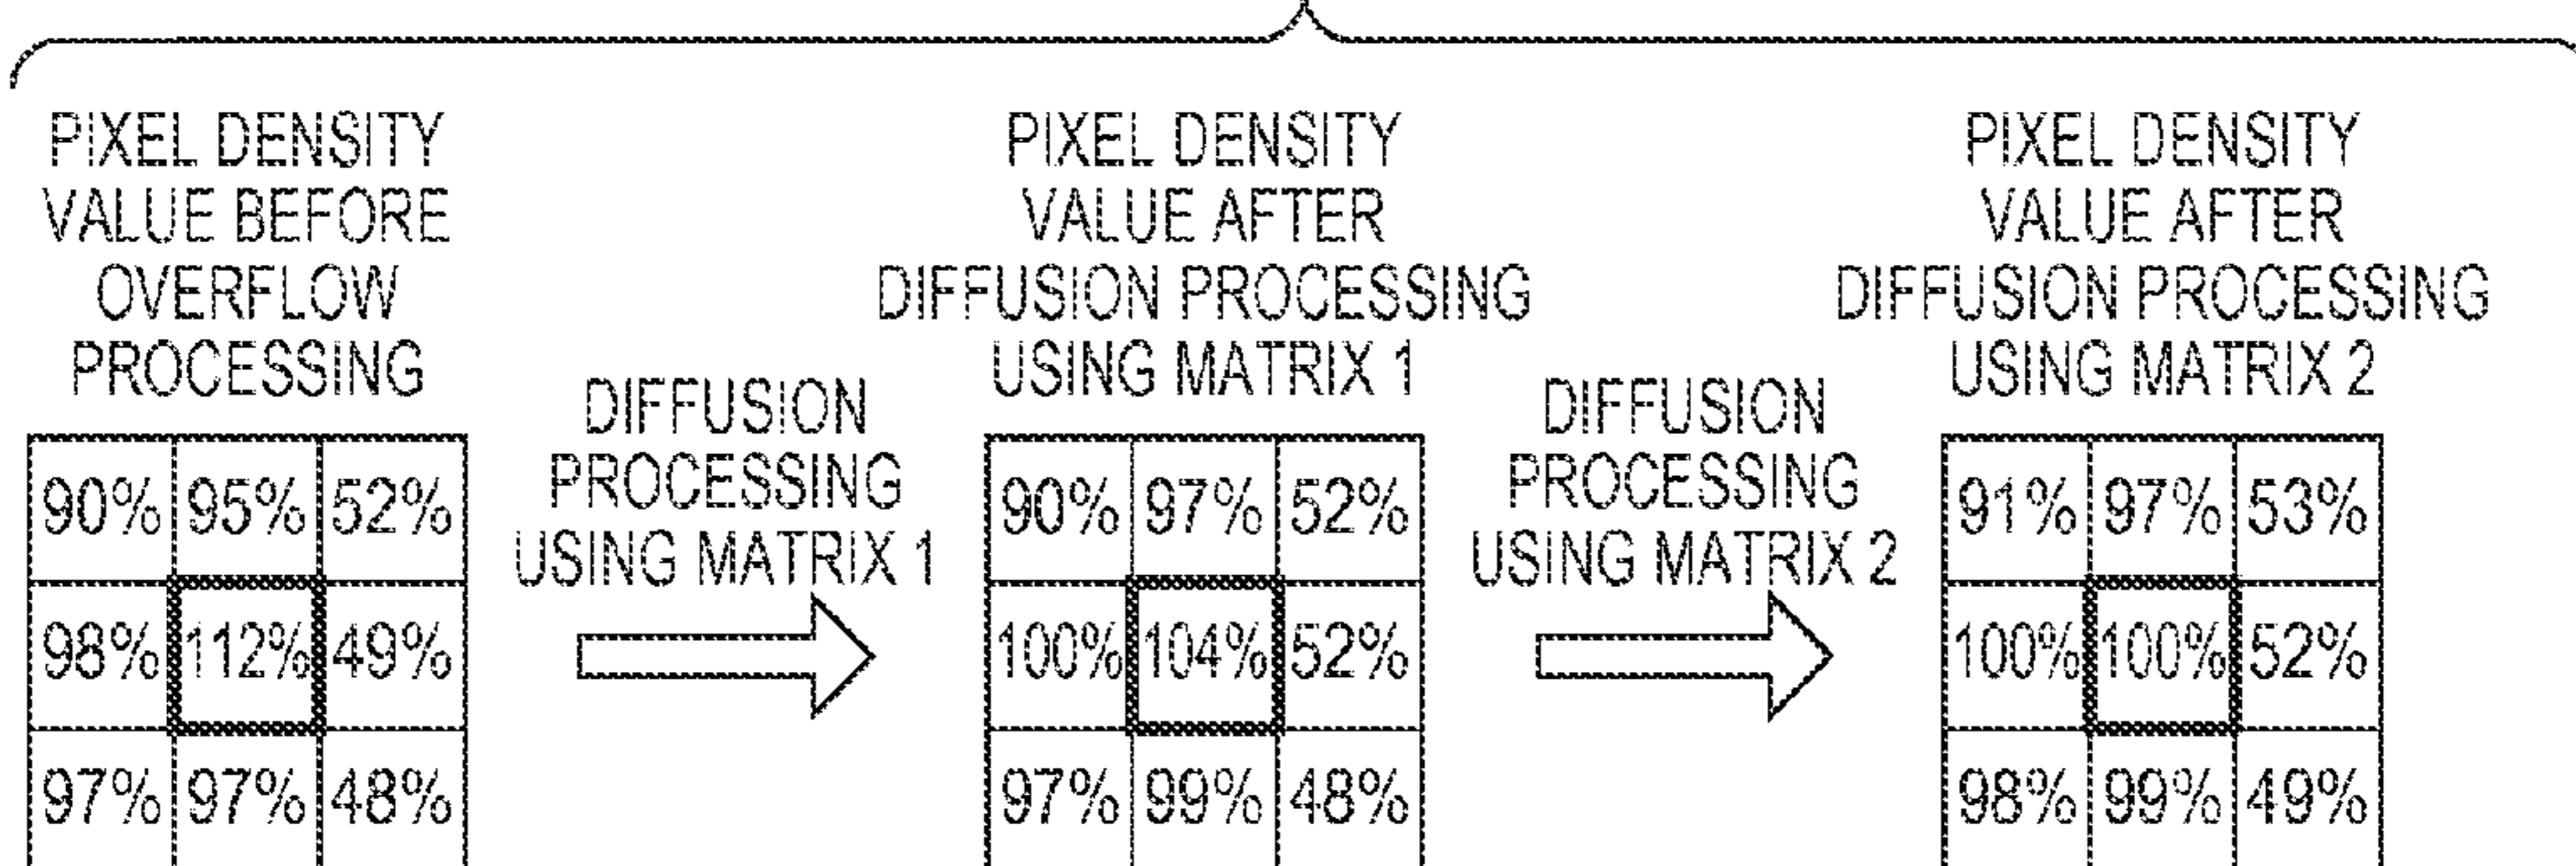 PIXEL DENSITY
VALUE BEFORE
OVERFLOW
PROCESSING
90% 95% 52%
98% 112% 49%
97% 97% 48%
DIFFUSION
PROCESSING
USING MATRIX 1
PIXEL DENSITY
VALUE AFTER
DIFFUSION PROCESSING
USING MATRIX 1
90% 97% 52%
100% 104% 52%
97% 99% 48%
DIFFUSION
PROCESSING
USING MATRIX 2
PIXEL DENSITY
VALUE AFTER
DIFFUSION PROCESSING
USING MATRIX 2
91% 97% 53%
100% 100% 52%
98% 99% 49%